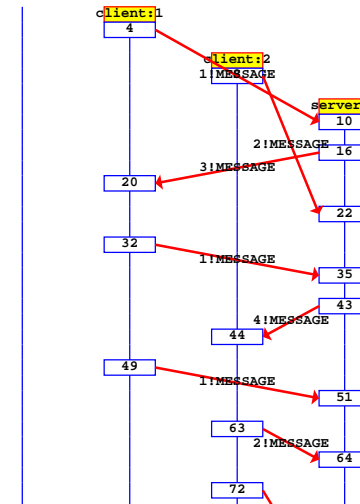 client:1
4
client:2
1!MESSAGE
server
10
2!MESSAGE
16
3!MESSAGE
20
22
32
1!MESSAGE
35
43
4!MESSAGE
44
49
1!MESSAGE
51
63
2!MESSAGE
64
72